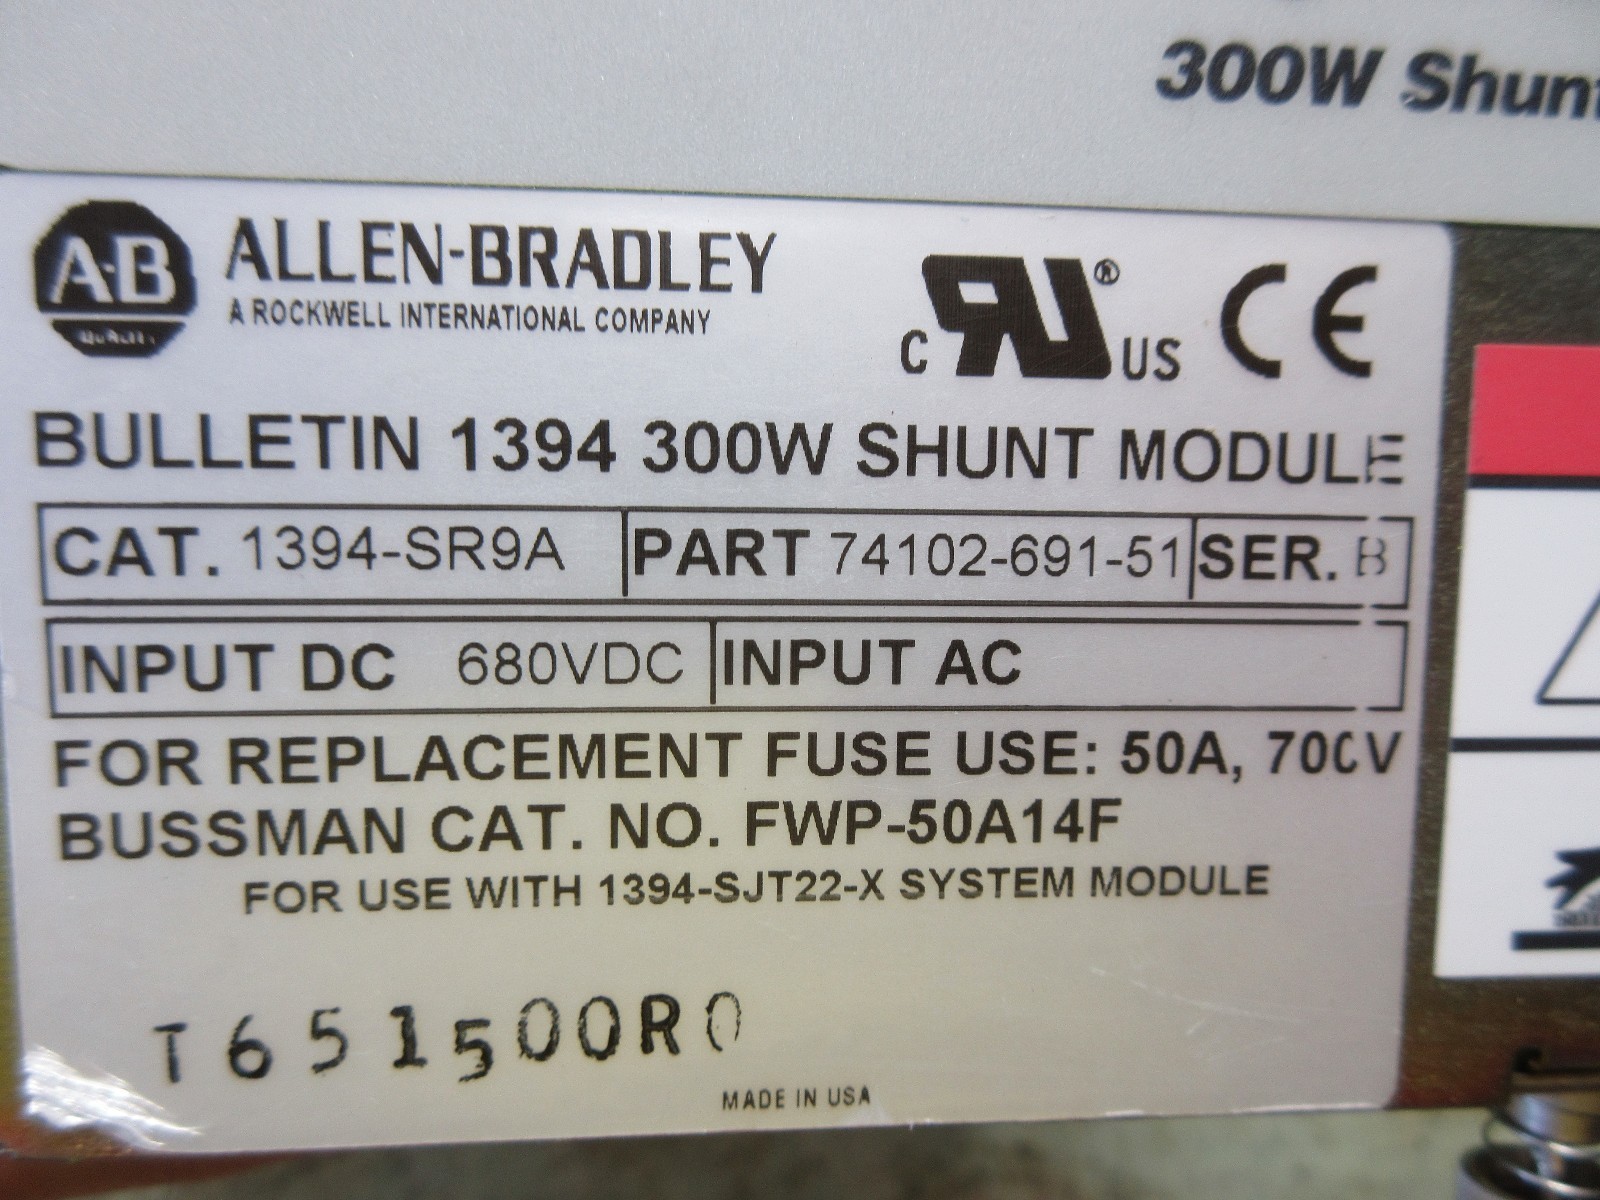 300W Shunt
A-B
QUALITY
ALLEN-BRADLEY
A ROCKWELL INTERNATIONAL COMPANY
C RU ® US CE
BULLETIN 1394 300W SHUNT MODULE
CAT. 1394-SR9A PART 74102-691-51 SER. B
INPUT DC 680VDC INPUT AC
FOR REPLACEMENT FUSE USE: 50A, 700V
BUSSMAN CAT. NO. FWP-50A14F
FOR USE WITH 1394-SJT22-X SYSTEM MODULE
T651500R0
MADE IN USA